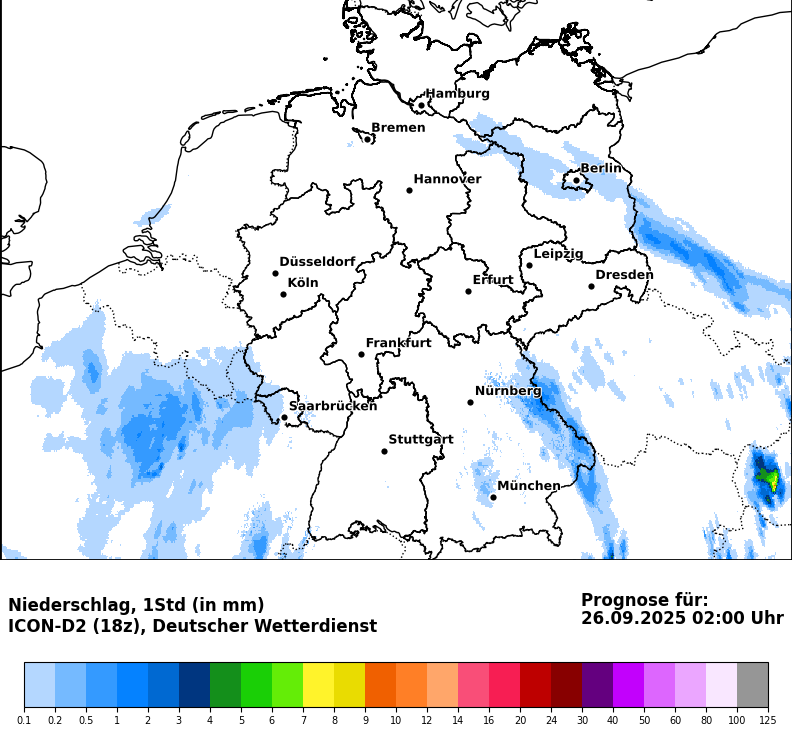 Hamburg
Bremen
Berlin
Hannover
Leipzig
Düsseldorf
Dresden
Köln
Erfurt
Frankfurt
Nürnberg
Saarbrücken
Stuttgart
München
Niederschlag, 1Std (in mm)
ICON-D2 (18z), Deutscher Wetterdienst
Prognose für:
26.09.2025 02:00 Uhr
0.1 0.2 0.5 1 2 3 4 5 6 7 8 9 10 12 14 16 20 24 30 40 50 60 80 100 125